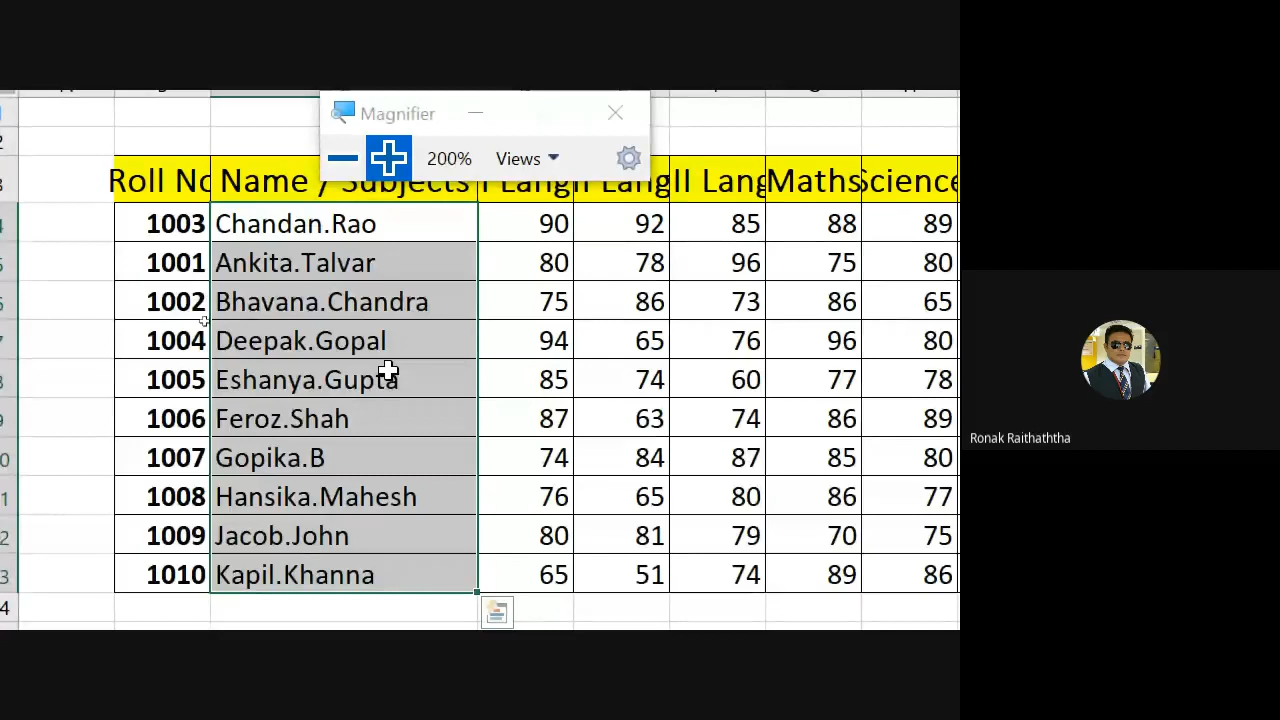 Magnifier
200% Views
Roll No Name / Subjects I Lang II Lang III Lang Maths Science
1003 Chandan.Rao 90 92 85 88 89
1001 Ankita.Talvar 80 78 96 75 80
1002 Bhavana.Chandra 75 86 73 86 65
1004 Deepak.Gopal 94 65 76 96 80
1005 Eshanya.Gupta 85 74 60 77 78
1006 Feroz.Shah 87 63 74 86 89
1007 Gopika.B 74 84 87 85 80
1008 Hansika.Mahesh 76 65 80 86 77
1009 Jacob.John 80 81 79 70 75
1010 Kapil.Khanna 65 51 74 89 86
Ronak Raithaththa